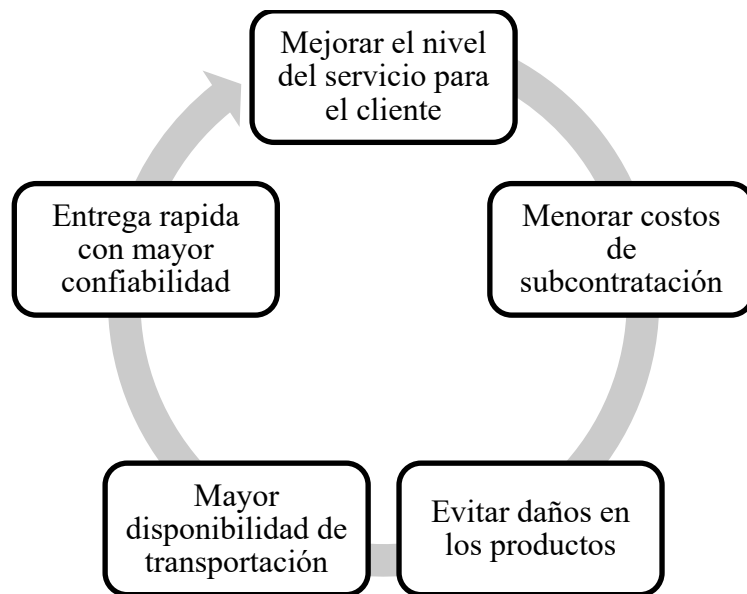 Mejorar el nivel
del servicio para
el cliente
Menorar costos
de
subcontratación
Evitar daños en
los productos
Mayor
disponibilidad de
transportación
Entrega rapida
con mayor
confiabilidad